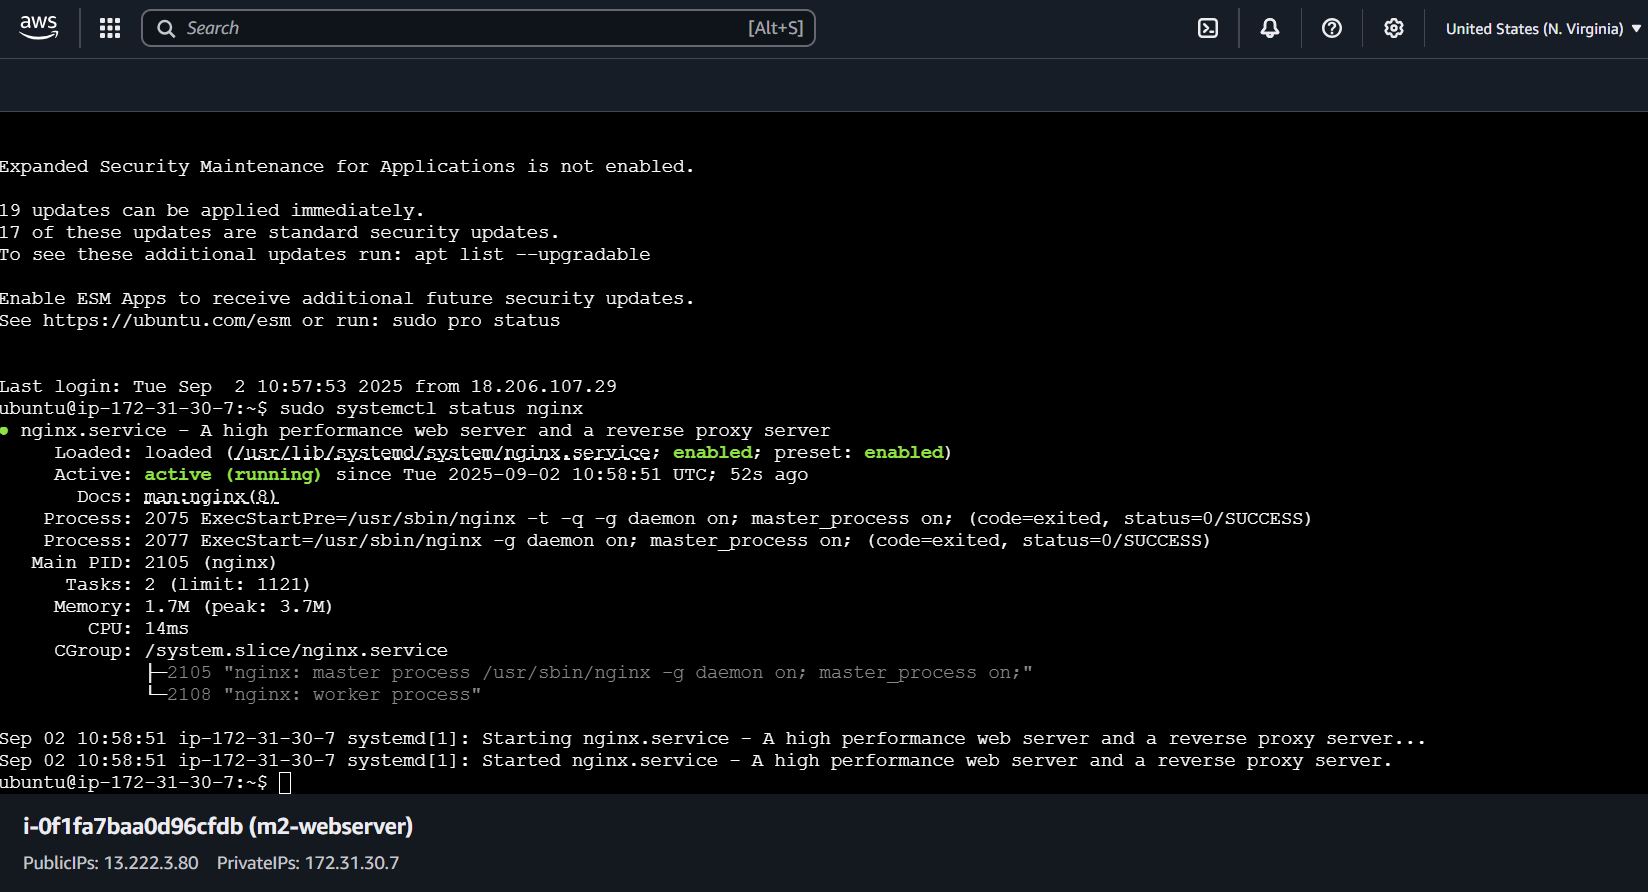 aws
Search [Alt+S]
United States (N. Virginia)
Expanded Security Maintenance for Applications is not enabled.
19 updates can be applied immediately.
17 of these updates are standard security updates.
To see these additional updates run: apt list --upgradable
Enable ESM Apps to receive additional future security updates.
See https://ubuntu.com/esm or run: sudo pro status
Last login: Tue Sep  2 10:57:53 2025 from 18.206.107.29
ubuntu@ip-172-31-30-7:~$ sudo systemctl status nginx
● nginx.service - A high performance web server and a reverse proxy server
Loaded: loaded (/usr/lib/systemd/system/nginx.service; enabled; preset: enabled)
Active: active (running) since Tue 2025-09-02 10:58:51 UTC; 52s ago
Docs: man:nginx(8)
Process: 2075 ExecStartPre=/usr/sbin/nginx -t -q -g daemon on; master_process on; (code=exited, status=0/SUCCESS)
Process: 2077 ExecStart=/usr/sbin/nginx -g daemon on; master_process on; (code=exited, status=0/SUCCESS)
Main PID: 2105 (nginx)
Tasks: 2 (limit: 1121)
Memory: 1.7M (peak: 3.7M)
CPU: 14ms
CGroup: /system.slice/nginx.service
├─2105 "nginx: master process /usr/sbin/nginx -g daemon on; master_process on;"
└─2108 "nginx: worker process"
Sep 02 10:58:51 ip-172-31-30-7 systemd[1]: Starting nginx.service - A high performance web server and a reverse proxy server...
Sep 02 10:58:51 ip-172-31-30-7 systemd[1]: Started nginx.service - A high performance web server and a reverse proxy server.
ubuntu@ip-172-31-30-7:~$
i-0f1fa7baa0d96cfdb (m2-webserver)
PublicIPs: 13.222.3.80 PrivateIPs: 172.31.30.7